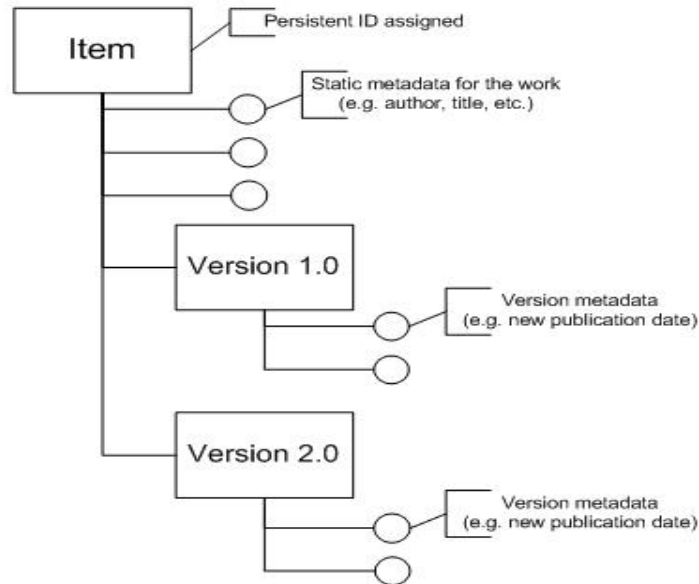 Persistent ID assigned
Item
Static metadata for the work
(e.g. author, title, etc.)
Version 1.0
Version metadata
(e.g. new publication date)
Version 2.0
Version metadata
(e.g. new publication date)